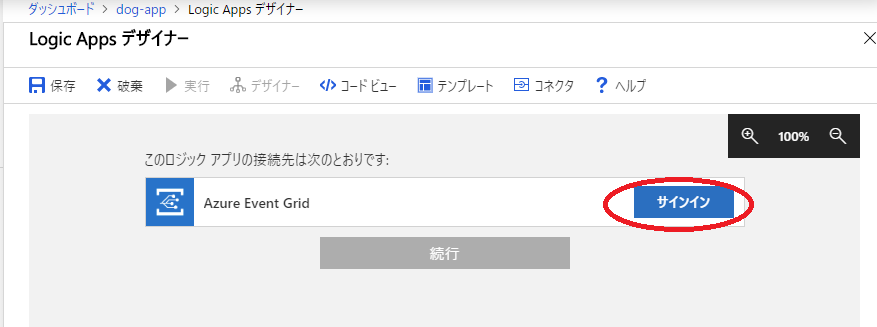 ダッシュボード > dog-app > Logic Apps デザイナー
Logic Apps デザイナー
保存 破棄 実行 デザイナー コード ビュー テンプレート コネクタ ヘルプ
100%
このロジック アプリの接続先は次のとおりです:
Azure Event Grid サインイン
続行